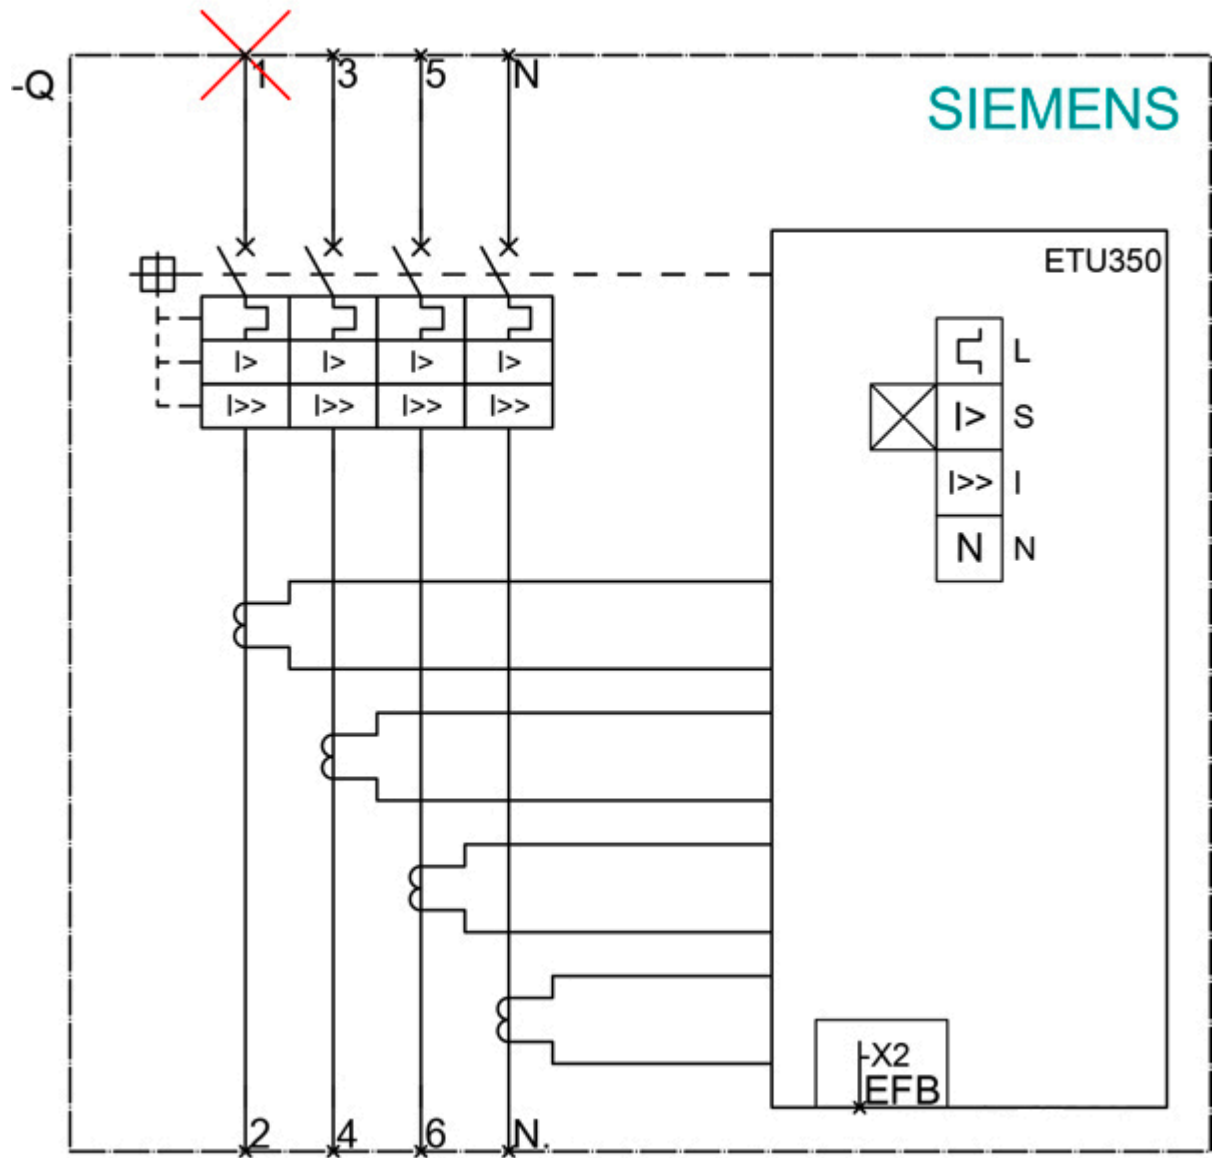 -Q
1 3 5 N
SIEMENS
ETU350
I> I> I> I>
I>> I>> I>> I>>
L
I> S
I>> I
N N
-X2
EFB
2 4 6 N.